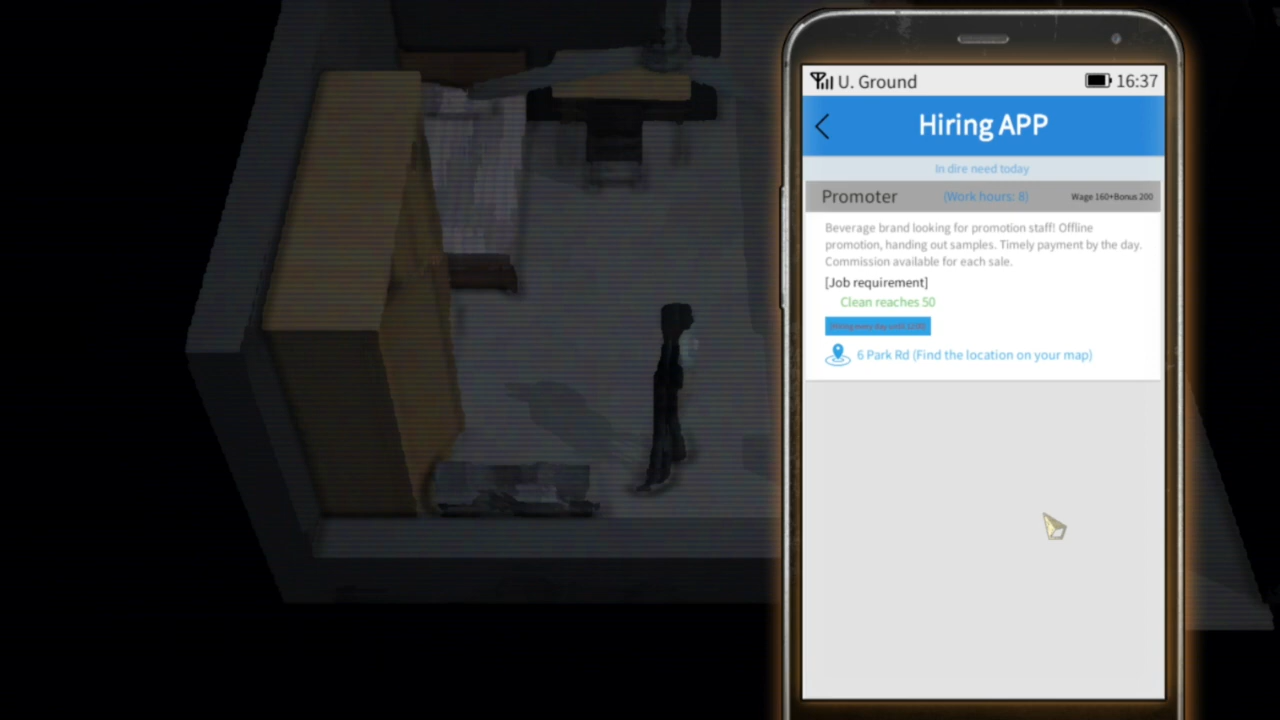 U. Ground
16:37
Hiring APP
In dire need today
Promoter
(Work hours: 8)
Wage 160+Bonus 200
Beverage brand looking for promotion staff! Offline
promotion, handing out samples. Timely payment by the day.
Commission available for each sale.
[Job requirement]
Clean reaches 50
6 Park Rd (Find the location on your map)